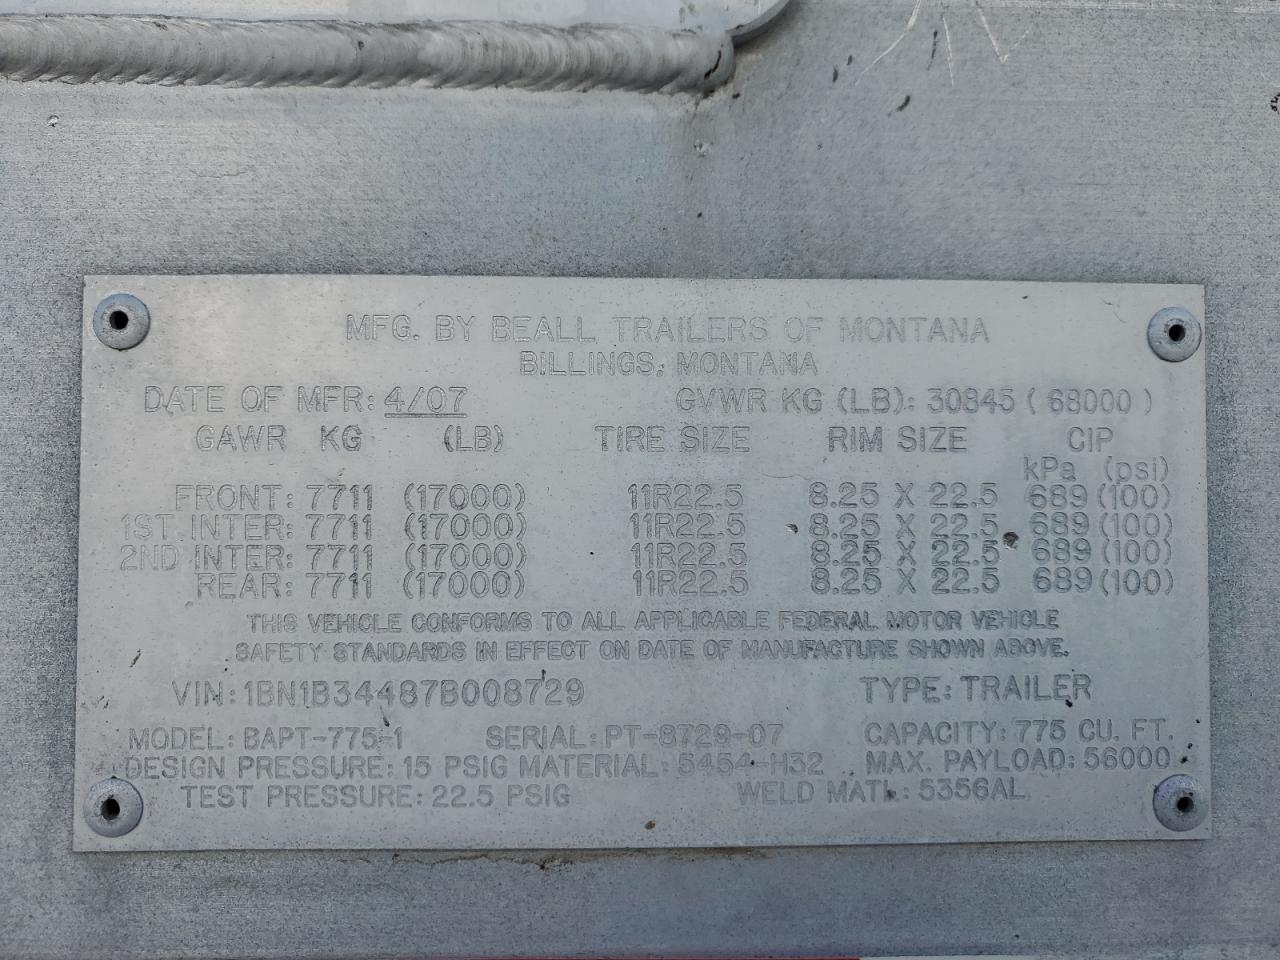 MFG. BY BEALL TRAILERS OF MONTANA
BILLINGS, MONTANA
DATE OF MFR: 4/07 GVWR KG (LB): 30845 ( 68000 )
GAWR KG (LB) TIRE SIZE RIM SIZE CIP
kPa (psi)
FRONT: 7711 (17000) 11R22.5 8.25 X 22.5 689 (100)
1ST. INTER: 7711 (17000) 11R22.5 8.25 X 22.5 689 (100)
2ND INTER: 7711 (17000) 11R22.5 8.25 X 22.5 689 (100)
REAR: 7711 (17000) 11R22.5 8.25 X 22.5 689 (100)
THIS VEHICLE CONFORMS TO ALL APPLICABLE FEDERAL MOTOR VEHICLE
SAFETY STANDARDS IN EFFECT ON DATE OF MANUFACTURE SHOWN ABOVE.
VIN: 1BN1B34487B008729 TYPE: TRAILER
MODEL: BAPT-775-1 SERIAL: PT-8729-07 CAPACITY: 775 CU. FT.
DESIGN PRESSURE: 15 PSIG MATERIAL: 5454-H32 MAX. PAYLOAD: 56000
TEST PRESSURE: 22.5 PSIG WELD MATL: 5356AL